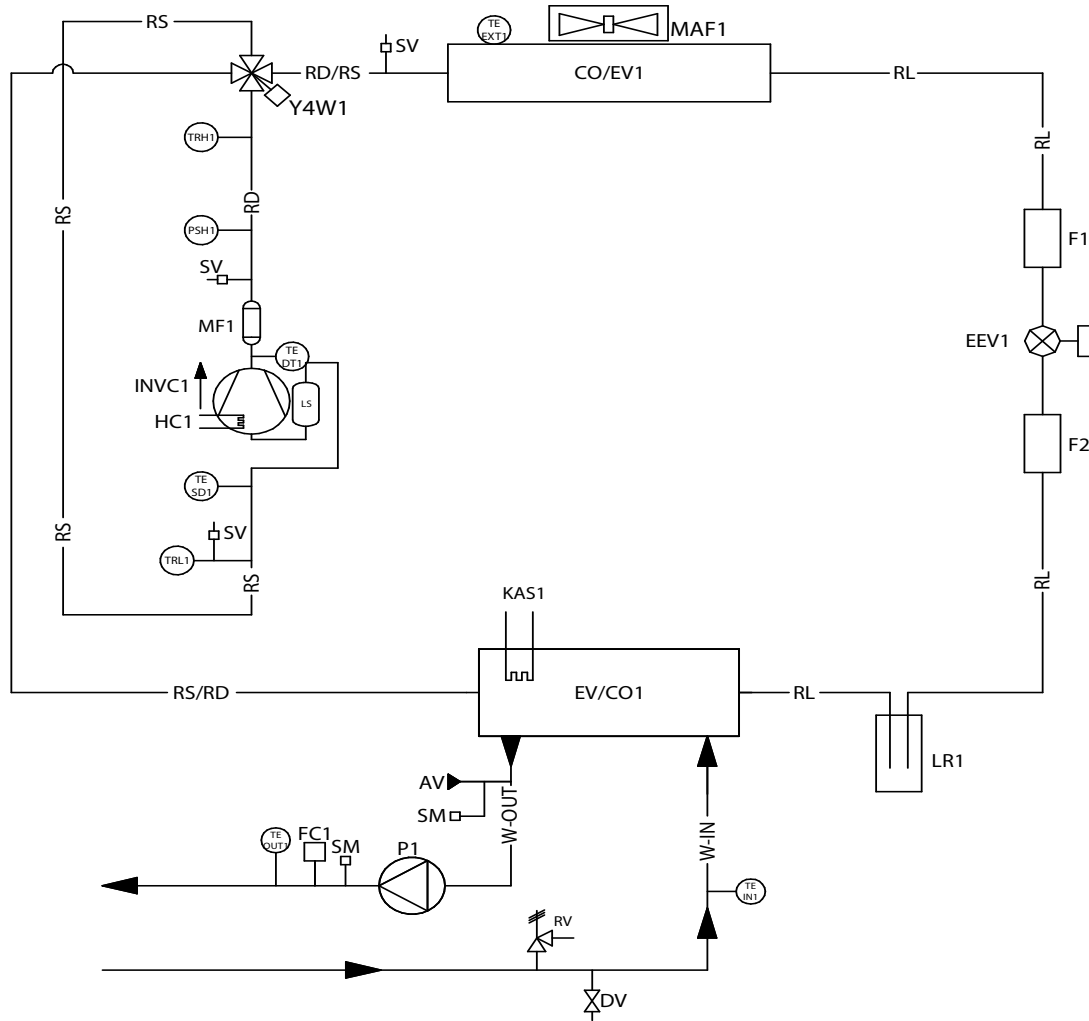 RS
SV
TE
EXT1
MAF1
RD/RS
CO/EV1
RL
Y4W1
TRH1
RL
RD
RS
PSH1
F1
SV
MF1
EEV1
TE
DT1
INVC1
LS
HC1
F2
TE
SD1
SV
RS
TRL1
RS
RL
KAS1
RS/RD
EV/CO1
RL
LR1
AV
SM
W-OUT
W-IN
TE
OUT1
FC1
SM
P1
TE
IN1
RV
DV